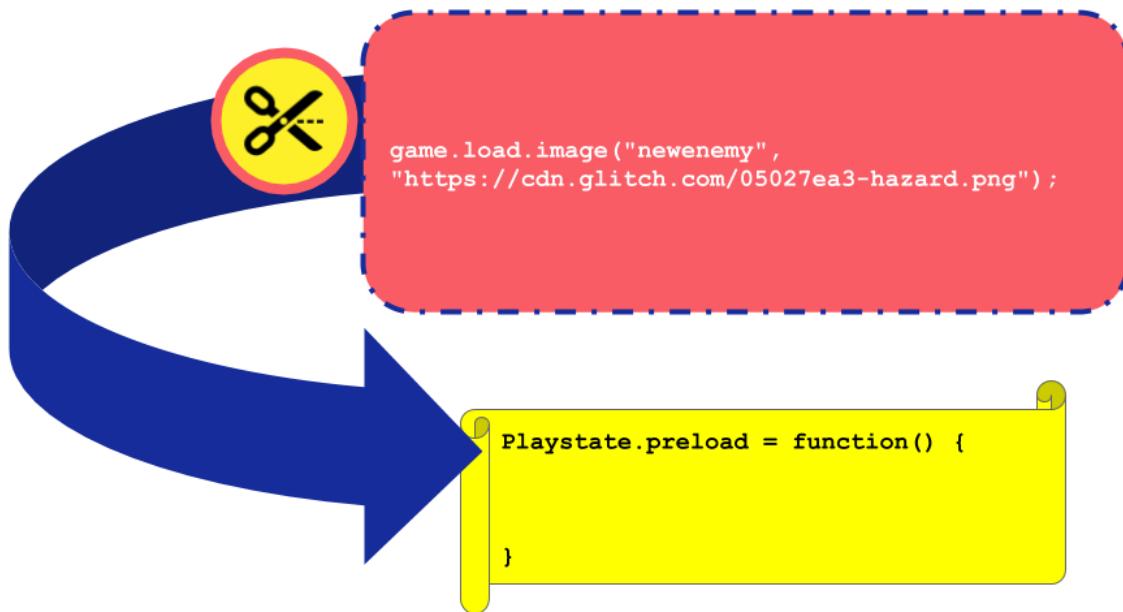 game.load.image("newenemy",
"https://cdn.glitch.com/05027ea3-hazard.png");
Playstate.preload = function() {
}